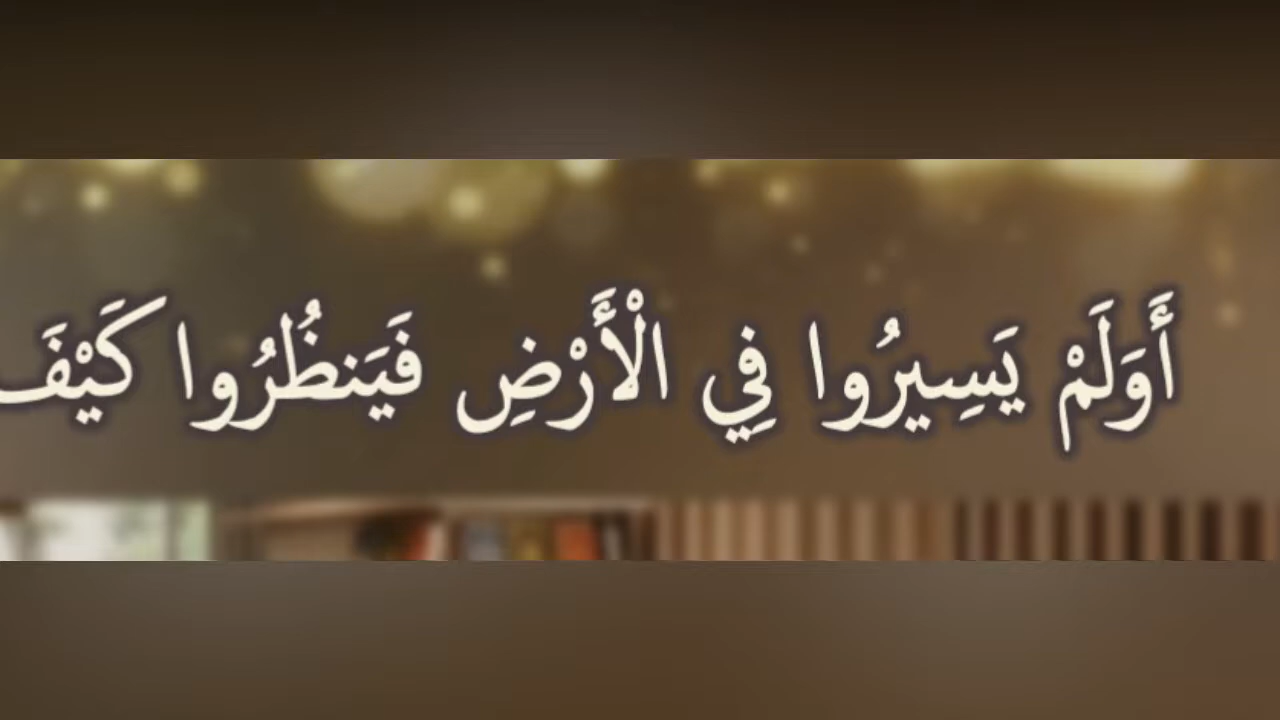 أَوَلَمْ يَسِيرُوا فِي الْأَرْضِ فَيَنظُرُوا كَيْفَ